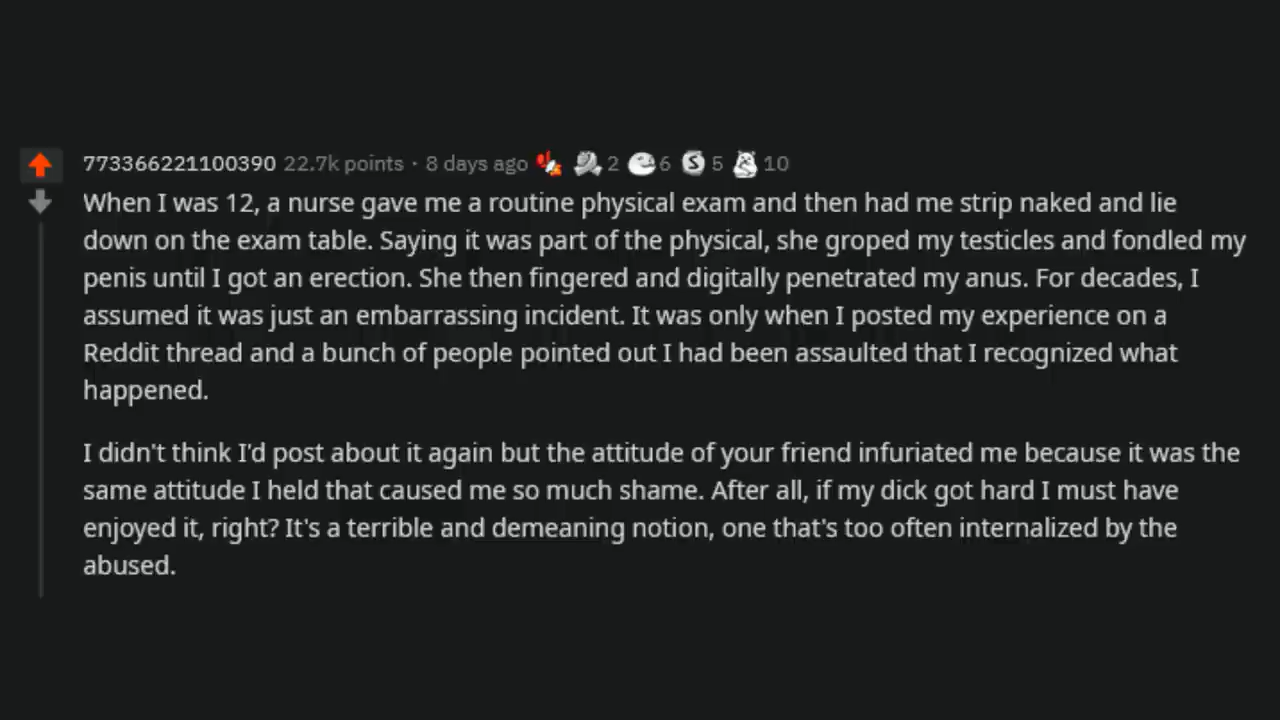 773366221100390 22.7k points · 8 days ago 2 6 S 5 10
When I was 12, a nurse gave me a routine physical exam and then had me strip naked and lie
down on the exam table. Saying it was part of the physical, she groped my testicles and fondled my
penis until I got an erection. She then fingered and digitally penetrated my anus. For decades, I
assumed it was just an embarrassing incident. It was only when I posted my experience on a
Reddit thread and a bunch of people pointed out I had been assaulted that I recognized what
happened.
I didn't think I'd post about it again but the attitude of your friend infuriated me because it was the
same attitude I held that caused me so much shame. After all, if my dick got hard I must have
enjoyed it, right? It's a terrible and demeaning notion, one that's too often internalized by the
abused.